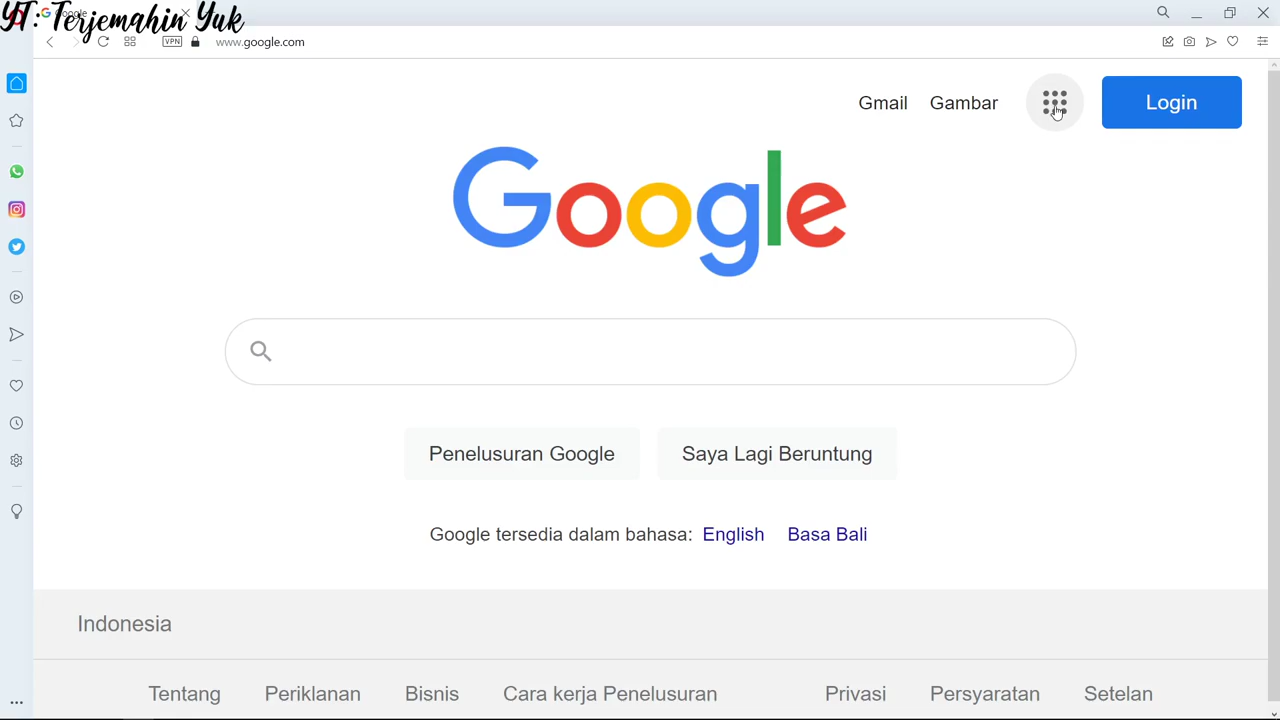 YT: Terjemahin Yuk
VPN
www.google.com
Gmail Gambar Login
Google
Penelusuran Google Saya Lagi Beruntung
Google tersedia dalam bahasa: English Basa Bali
Indonesia
Tentang Periklanan Bisnis Cara kerja Penelusuran Privasi Persyaratan Setelan